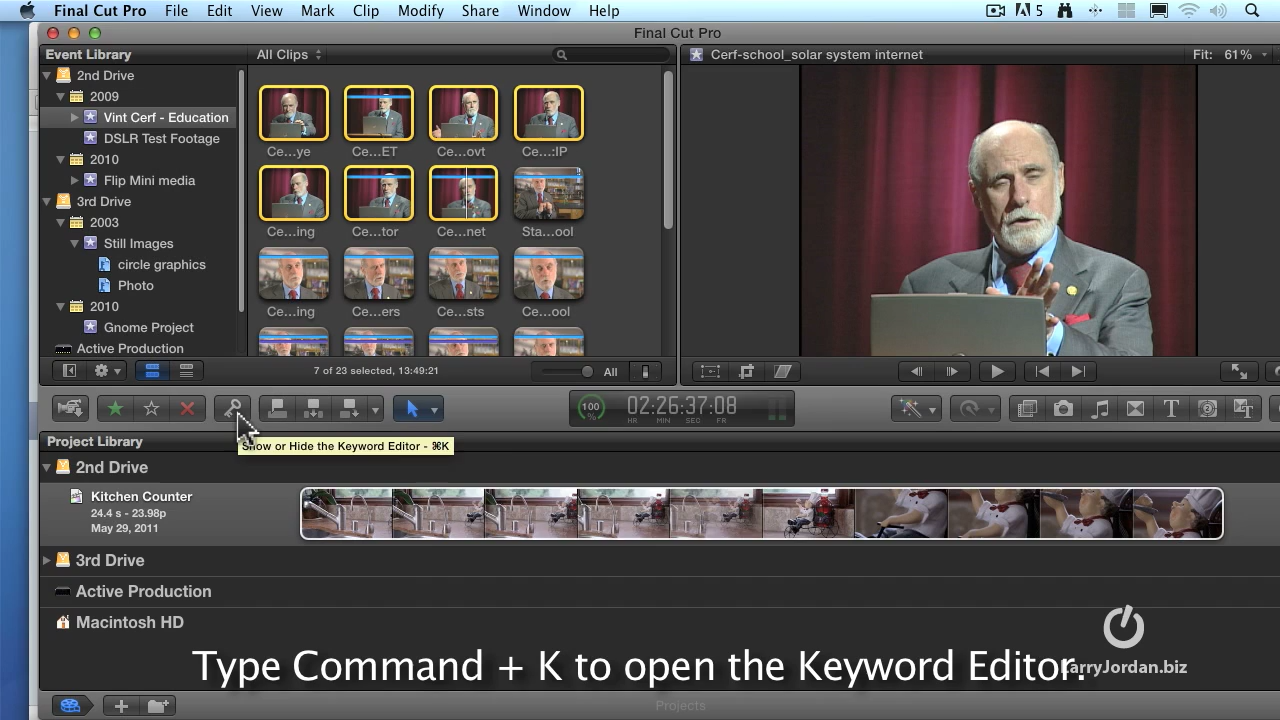 Final Cut Pro File Edit View Mark Clip Modify Share Window Help 5
Final Cut Pro
Event Library
All Clips
Cerf-school_solar system internet
Fit: 61%
2nd Drive
2009
Vint Cerf - Education
DSLR Test Footage
2010
Flip Mini media
3rd Drive
2003
Still Images
circle graphics
Photo
2010
Gnome Project
Active Production
Ce...ye Ce...ET Ce...ovt Ce...:IP
Ce...ing Ce...tor Ce...net Sta...ool
Ce...ing Ce...ers Ce...sts Ce...ool
7 of 23 selected, 13:49:21
All
100
%
02:26:37:08
HR MIN SEC FR
T
T
Show or Hide the Keyword Editor - ⌘K
Project Library
2nd Drive
Kitchen Counter
24.4 s - 23.98p
May 29, 2011
3rd Drive
Active Production
Macintosh HD
Type Command + K to open the Keyword Editor.
LarryJordan.biz
Projects